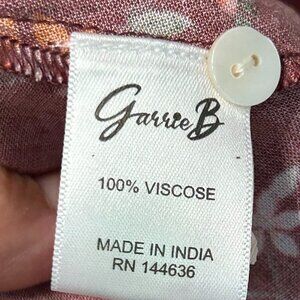 Garrie B
100% VISCOSE
MADE IN INDIA
RN 144636